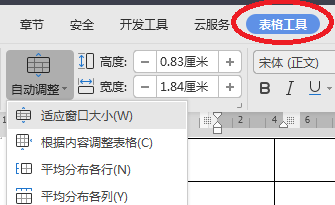 章节 安全 开发工具 云服务 表格工具
高度: − 0.83厘米 + 宋体 (正文)
自动调整 宽度: − 1.84厘米 + B I U
适应窗口大小(W)
根据内容调整表格(C)
平均分布各行(N)
平均分布各列(Y)